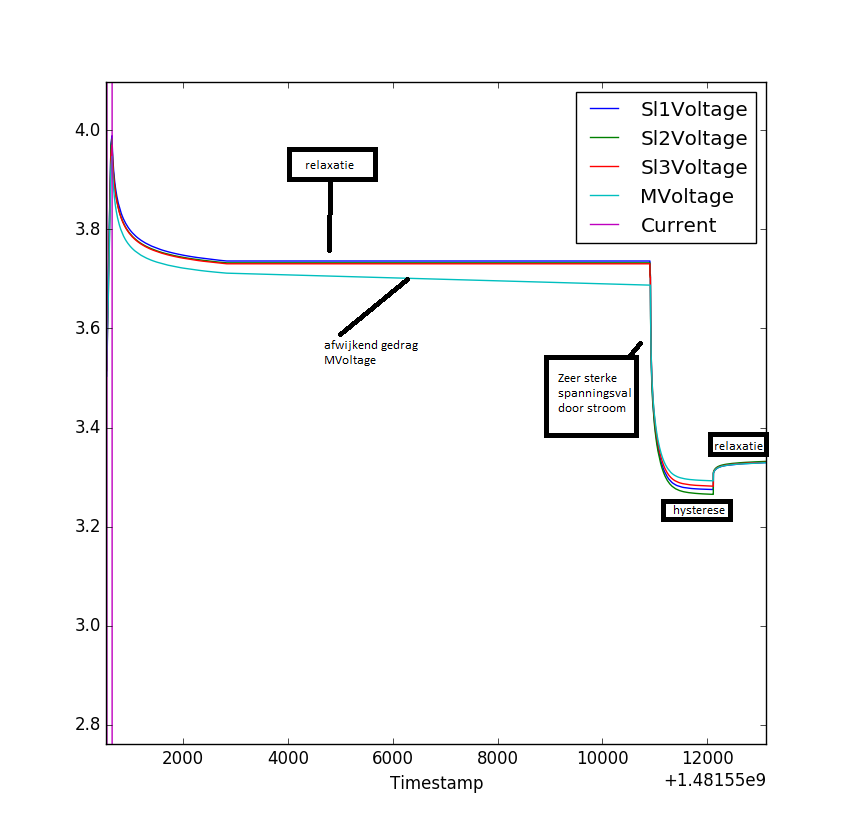 Sl1Voltage
Sl2Voltage
Sl3Voltage
MVoltage
Current
4.0
3.8
3.6
3.4
3.2
3.0
2.8
relaxatie
afwijkend gedrag
MVoltage
Zeer sterke
spanningsval
door stroom
relaxatie
hysterese
2000
4000
6000
8000
10000
12000
Timestamp
+1.48155e9